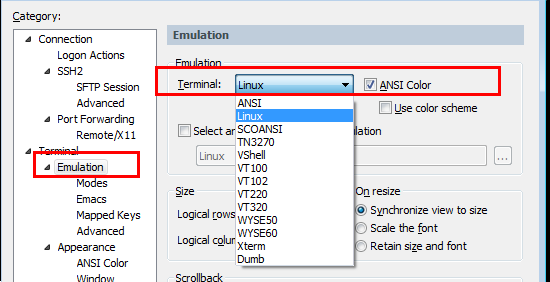 Category:
Connection
Logon Actions
SSH2
SFTP Session
Advanced
Port Forwarding
Remote/X11
Terminal
Emulation
Modes
Emacs
Mapped Keys
Advanced
Appearance
ANSI Color
Window
Emulation
Emulation
Terminal: Linux ANSI Color
ANSI
Linux
SCOANSI
TN3270
VShell
VT100
VT102
VT220
VT320
WYSE50
WYSE60
Xterm
Dumb
Use color scheme
Select an
Linux ...
Size
Logical rows
Logical colu
On resize
Synchronize view to size
Scale the font
Retain size and font
Scrollback